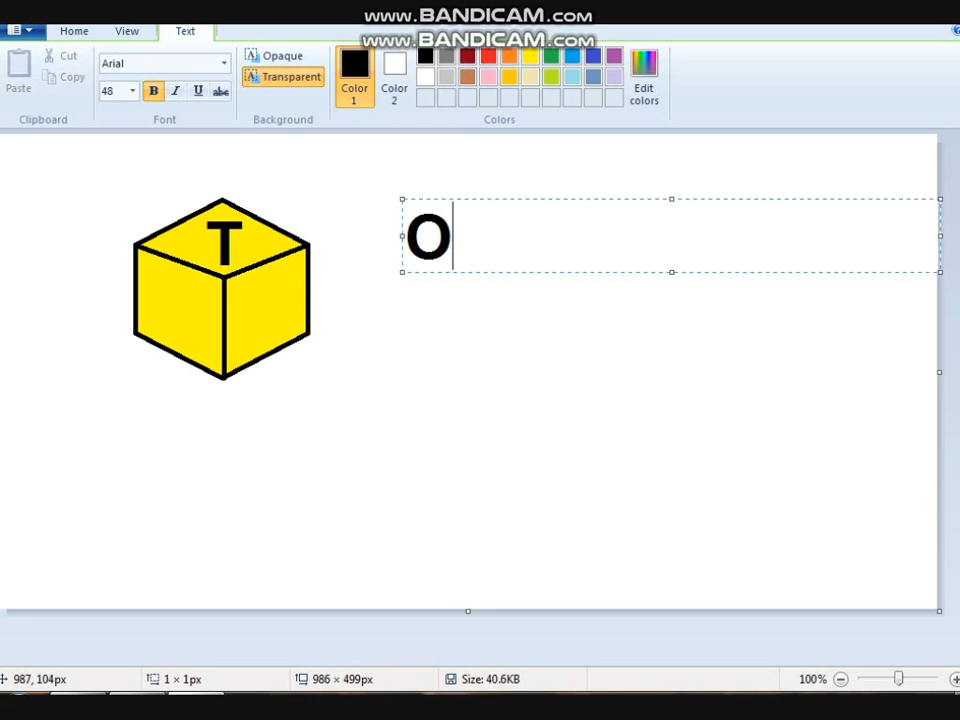 www.BANDICAM.com
www.BANDICAM.com
Home View Text
Paste
Cut
Copy
Clipboard
Arial
48 B I U abc
Font
A Opaque
A Transparent
Background
Color 1
Color 2
Edit colors
Colors
T
O
987, 104px 1 × 1px 986 × 499px Size: 40.6KB 100%